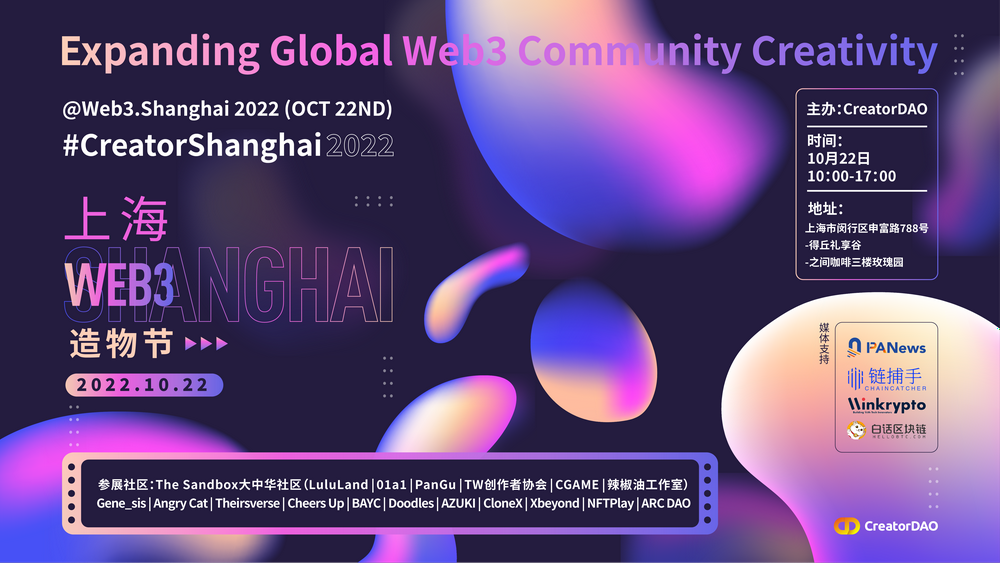 Expanding Global Web3 Community Creativity
@Web3.Shanghai 2022 (OCT 22ND)
#CreatorShanghai 2022
上海
SHANGHAI
WEB3
造物节
2022.10.22
主办:CreatorDAO
时间:
10月22日
10:00-17:00
地址:
上海市闵行区申富路788号
-得丘礼享谷
-之间咖啡三楼玫瑰园
媒体支持
PANews
链捕手
CHAINCATCHER
Winkrypto
白话区块链
HELLOBTC.COM
参展社区:The Sandbox大中华社区(LuluLand|01a1|PanGu|TW创作者协会|CGAME|辣椒油工作室)
Gene_sis|Angry Cat|Theirsverse|Cheers Up|BAYC|Doodles|AZUKI|CloneX|Xbeyond|NFTPlay|ARC DAO
CreatorDAO